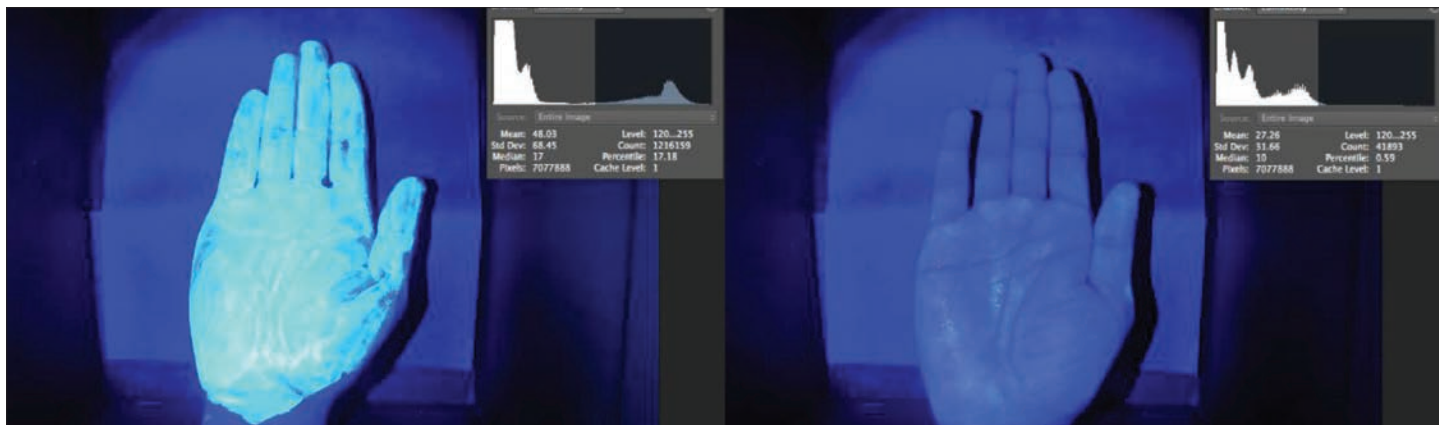 Source: Entire Image
Mean: 48.03 Level: 120...255
Std Dev: 68.45 Count: 1216159
Median: 17 Percentile: 17.18
Pixels: 7077888 Cache Level: 1
Source: Entire Image
Mean: 27.26 Level: 120...255
Std Dev: 31.66 Count: 41893
Median: 10 Percentile: 0.59
Pixels: 7077888 Cache Level: 1